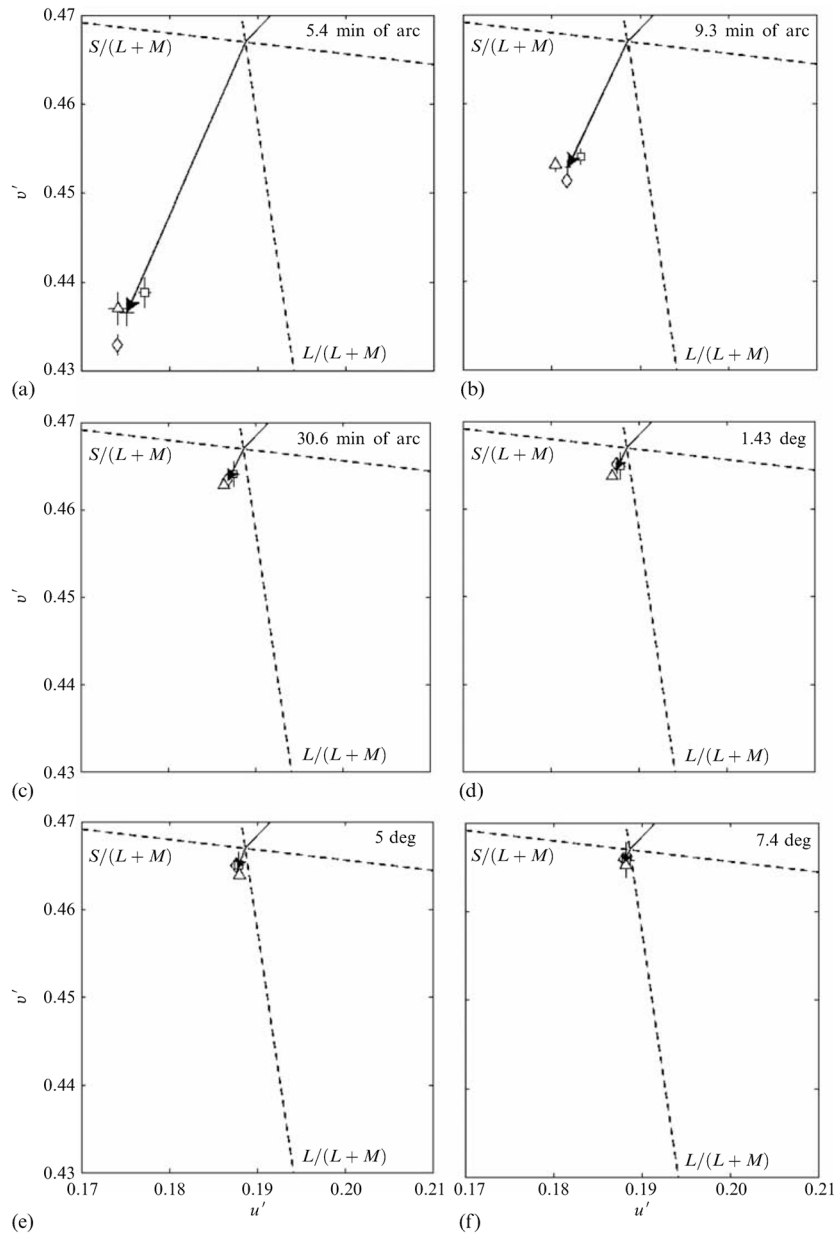 0.47
5.4 min of arc
9.3 min of arc
S/(L + M)
S/(L + M)
0.46
v′
0.45
0.44
L/(L + M)
L/(L + M)
0.43
(a)
(b)
0.47
30.6 min of arc
1.43 deg
S/(L + M)
S/(L + M)
0.46
v′
0.45
0.44
L/(L + M)
L/(L + M)
0.43
(c)
(d)
0.47
5 deg
7.4 deg
S/(L + M)
S/(L + M)
0.46
v′
0.45
0.44
L/(L + M)
L/(L + M)
0.43
0.17 0.18 0.19 0.20 0.21
0.17 0.18 0.19 0.20 0.21
(e)
u′
(f)
u′